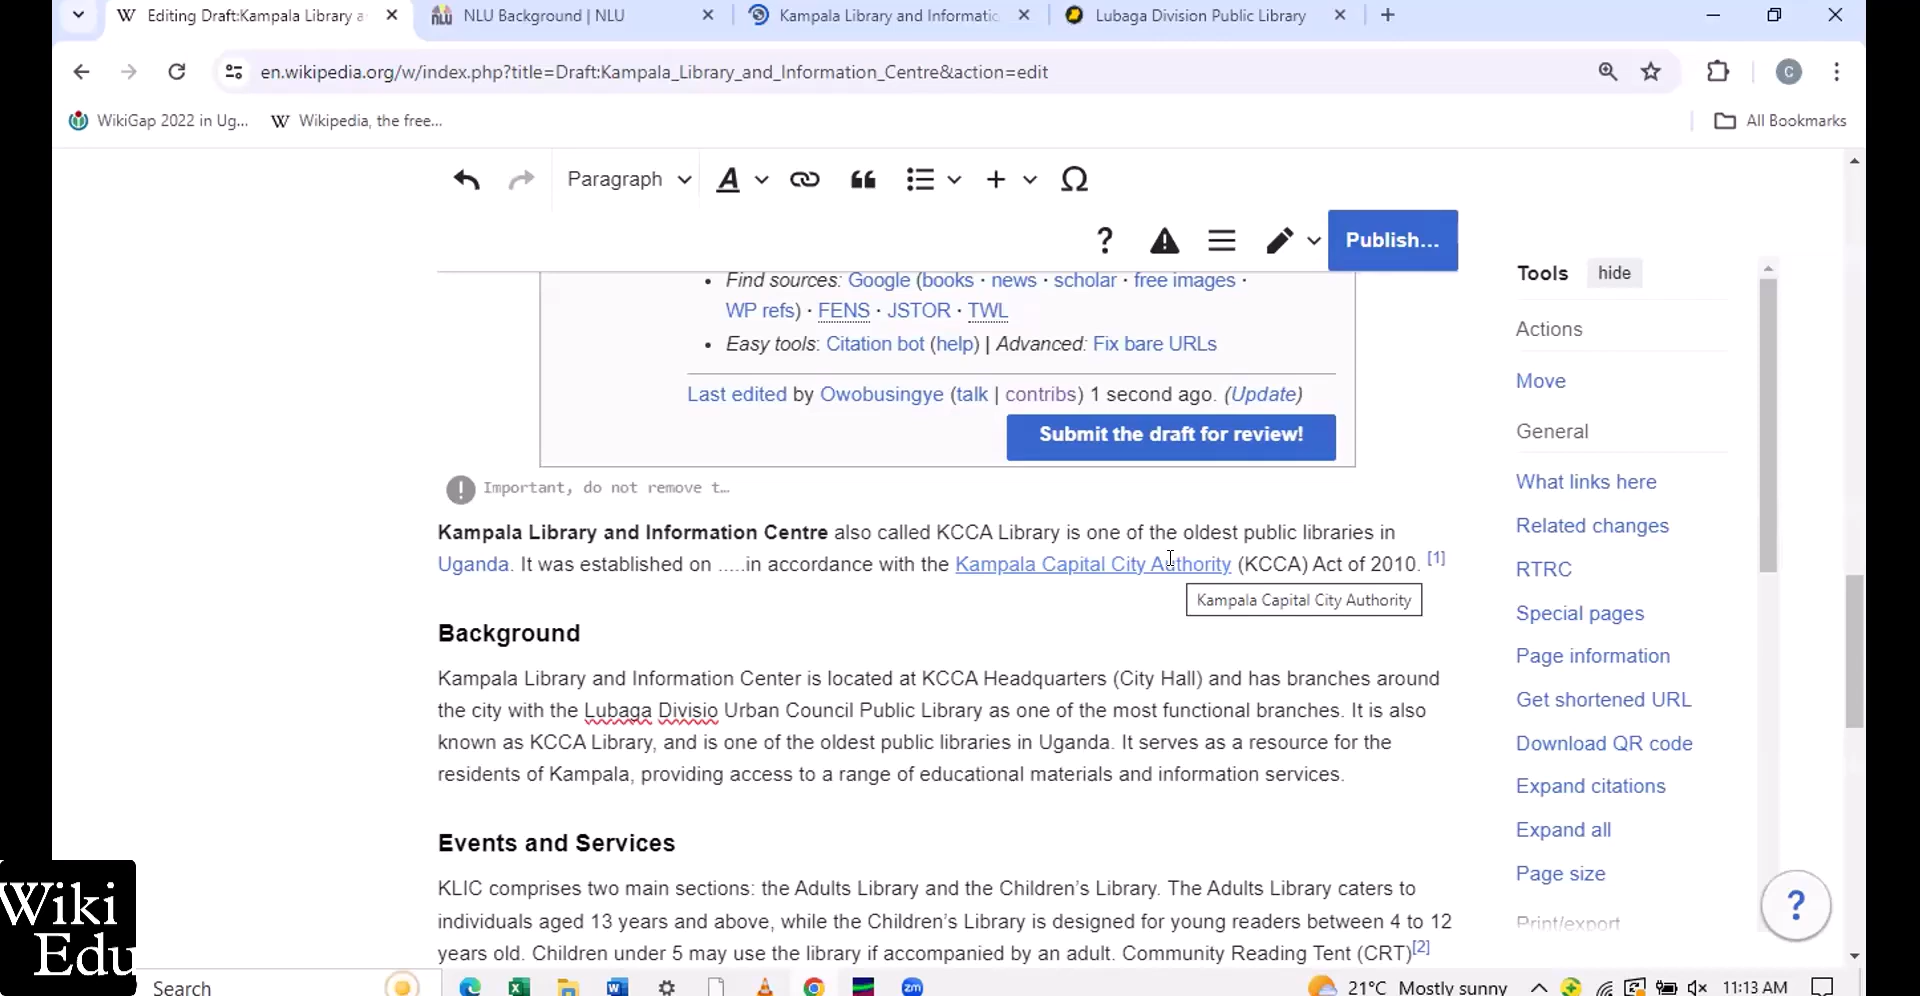 Editing Draft:Kampala Library a
NLU Background | NLU
Kampala Library and Informatic
Lubaga Division Public Library
en.wikipedia.org/w/index.php?title=Draft:Kampala_Library_and_Information_Centre&action=edit
C
WikiGap 2022 in Ug...
Wikipedia, the free...
All Bookmarks
Paragraph
Publish...
Find sources: Google (books · news · scholar · free images ·
WP refs) · FENS · JSTOR · TWL
Easy tools: Citation bot (help) | Advanced: Fix bare URLs
Last edited by Owobusingye (talk | contribs) 1 second ago. (Update)
Submit the draft for review!
Important, do not remove t…
Kampala Library and Information Centre also called KCCA Library is one of the oldest public libraries in
Uganda. It was established on .....in accordance with the Kampala Capital City Authority (KCCA) Act of 2010. [1]
Kampala Capital City Authority
Background
Kampala Library and Information Center is located at KCCA Headquarters (City Hall) and has branches around
the city with the Lubaga Divisio Urban Council Public Library as one of the most functional branches. It is also
known as KCCA Library, and is one of the oldest public libraries in Uganda. It serves as a resource for the
residents of Kampala, providing access to a range of educational materials and information services.
Events and Services
KLIC comprises two main sections: the Adults Library and the Children's Library. The Adults Library caters to
individuals aged 13 years and above, while the Children's Library is designed for young readers between 4 to 12
years old. Children under 5 may use the library if accompanied by an adult. Community Reading Tent (CRT)[2]
Tools
hide
Actions
Move
General
What links here
Related changes
RTRC
Special pages
Page information
Get shortened URL
Download QR code
Expand citations
Expand all
Page size
Print/export
Wiki
Edu
Search
zm
21°C Mostly sunny
11:13 AM